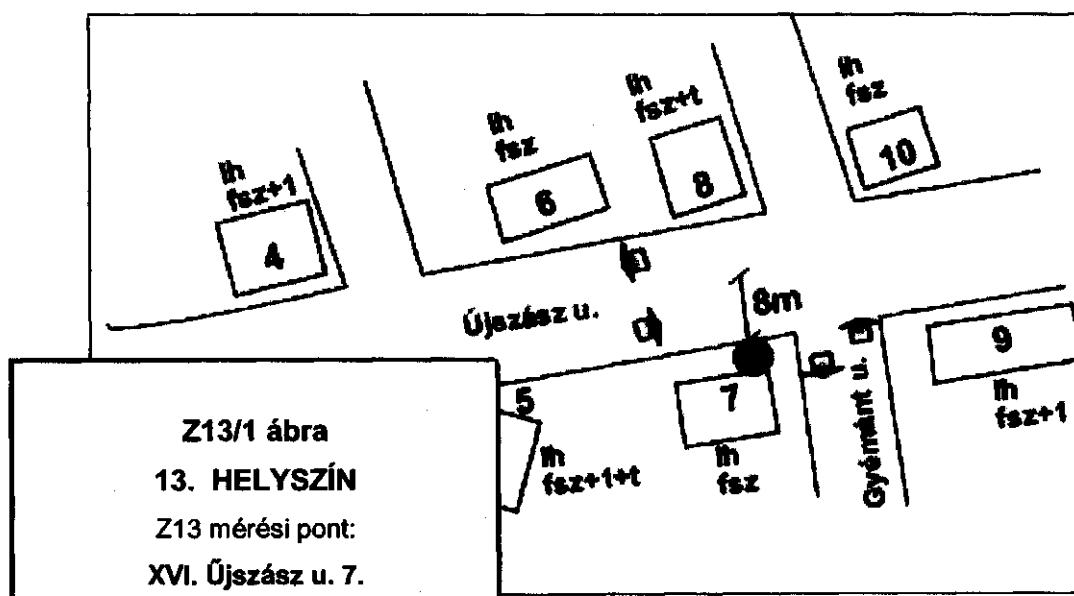 lh
fsz+1
4
lh
fsz
6
lh
fsz+t
8
lh
fsz
10
Újszász u.
8m
5
lh
fsz+1+t
7
lh
fsz
Gyémánt u.
9
lh
fsz+1
Z13/1 ábra
13. HELYSZÍN
Z13 mérési pont:
XVI. Űjszász u. 7.